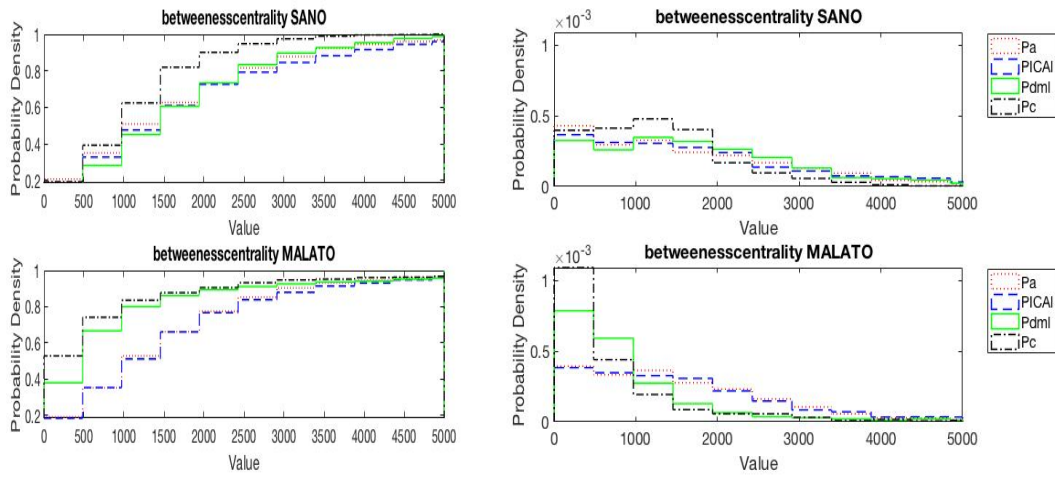 betweenesscentrality SANO
Probability Density
1
0.8
0.6
0.4
0.2
0 500 1000 1500 2000 2500 3000 3500 4000 4500 5000
Value
betweenesscentrality SANO
×10⁻³
Probability Density
1
0.5
0
0 1000 2000 3000 4000 5000
Value
Pa
PICAl
Pdml
Pc
betweenesscentrality MALATO
Probability Density
1
0.8
0.6
0.4
0.2
0 500 1000 1500 2000 2500 3000 3500 4000 4500 5000
Value
betweenesscentrality MALATO
×10⁻³
Probability Density
1
0.5
0
0 1000 2000 3000 4000 5000
Value
Pa
PICAl
Pdml
Pc